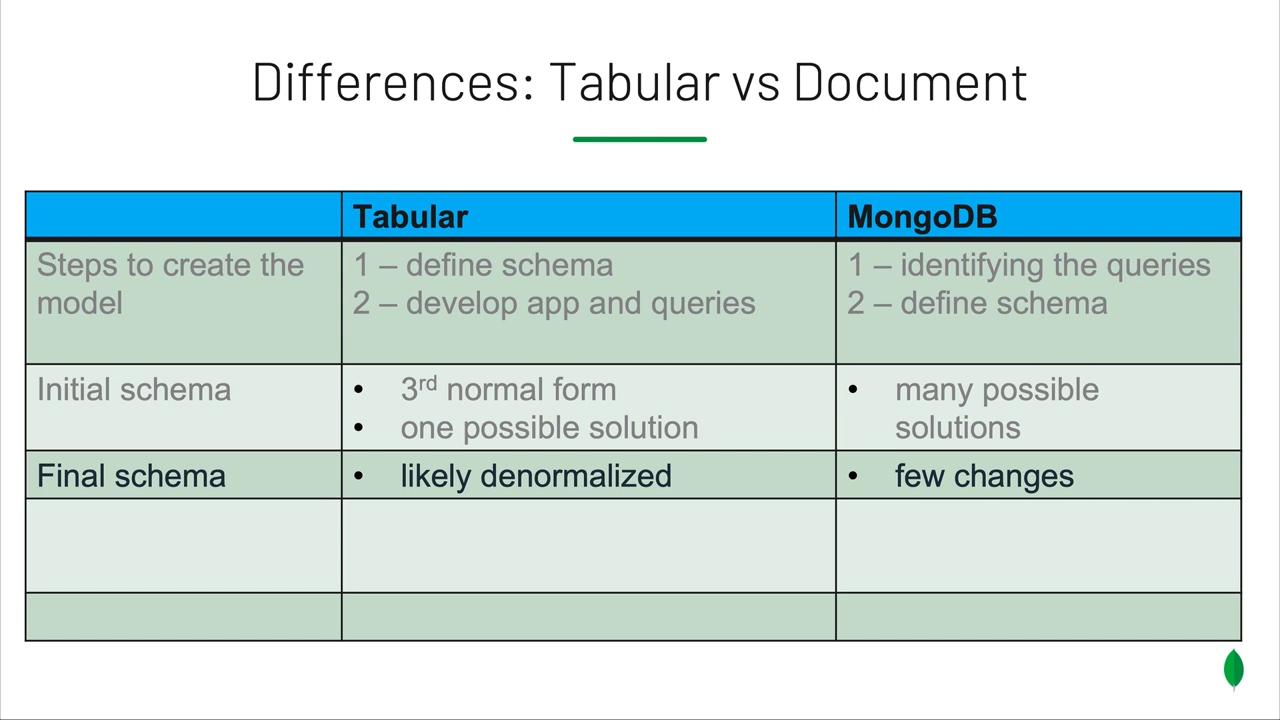 Differences: Tabular vs Document
Tabular
MongoDB
Steps to create the
model
1 – define schema
2 – develop app and queries
1 – identifying the queries
2 – define schema
Initial schema
• 3rd normal form
• one possible solution
• many possible
solutions
Final schema
• likely denormalized
• few changes